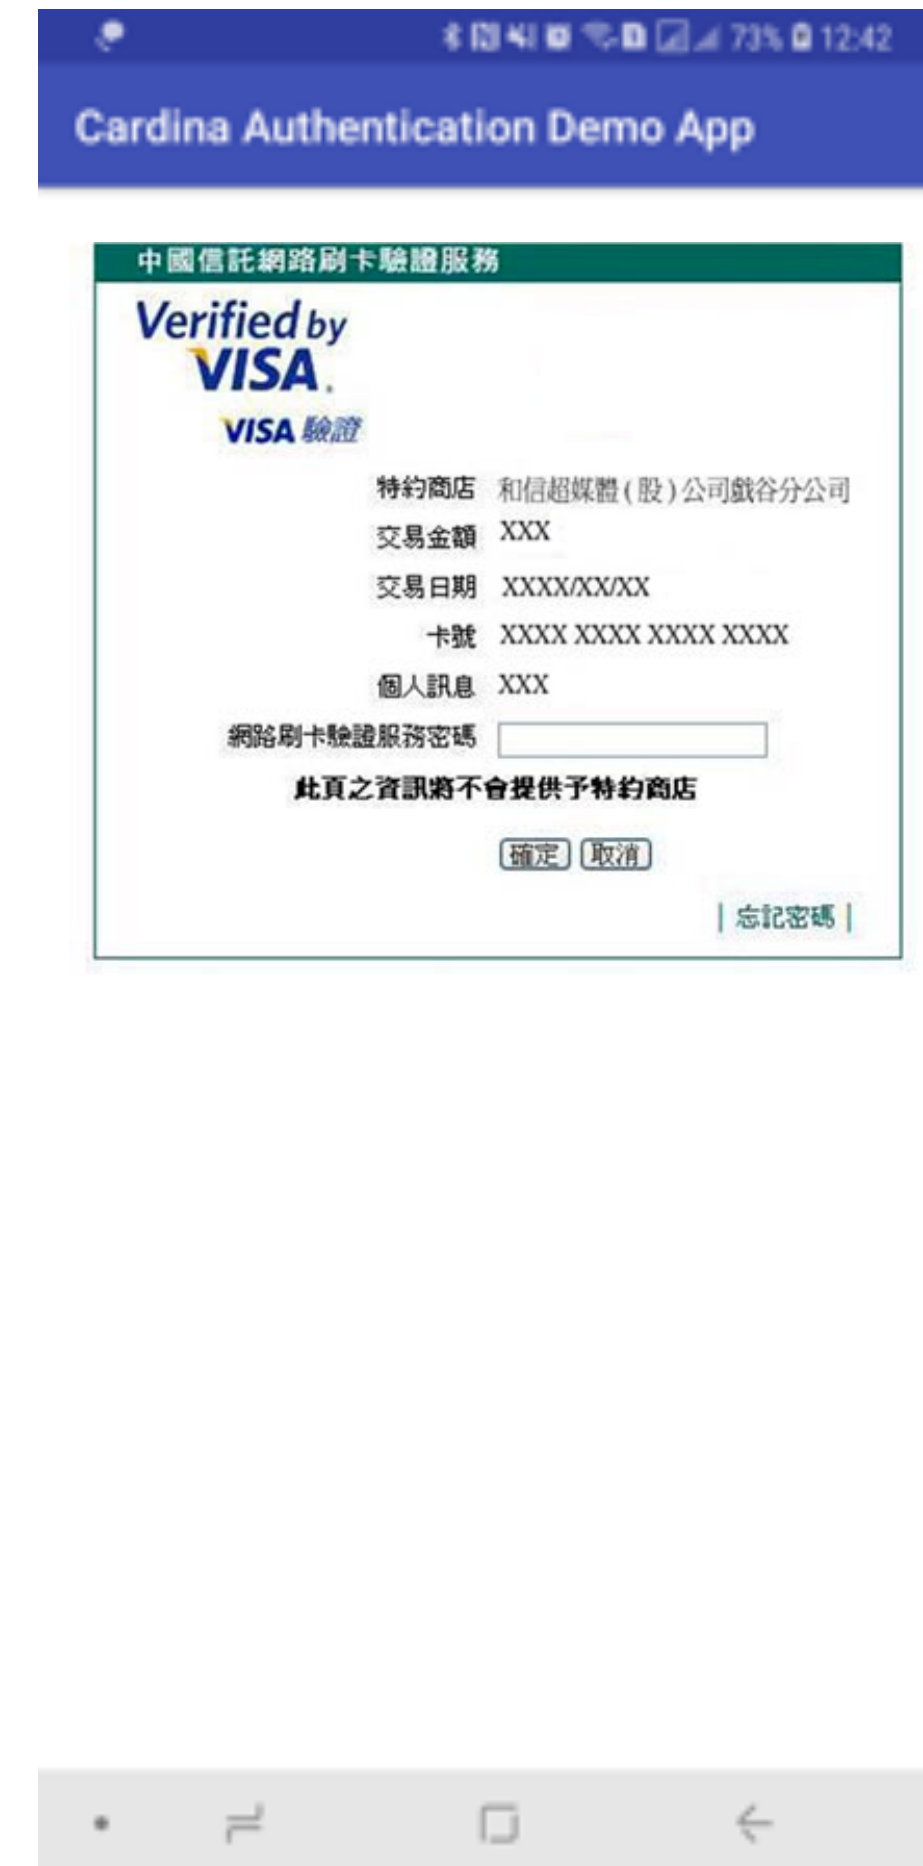 73% 12:42
Cardina Authentication Demo App
中國信託網路刷卡驗證服務
Verified by
VISA.
VISA 驗證
特約商店 和信超媒體(股)公司戲谷分公司
交易金額 XXX
交易日期 XXXX/XX/XX
卡號 XXXX XXXX XXXX XXXX
個人訊息 XXX
網路刷卡驗證服務密碼
此頁之資訊將不會提供予特約商店
確定 取消
| 忘記密碼 |